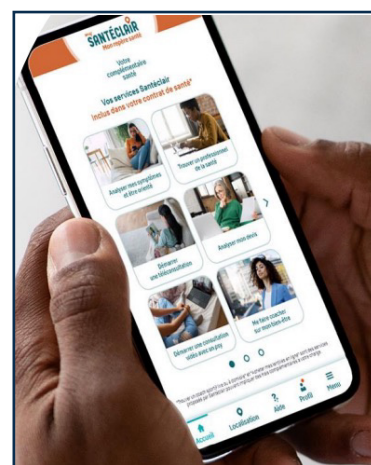 my
SANTÉCLAIR
Mon repère santé
Votre
complémentaire
santé
Vos services Santéclair
inclus dans votre contrat de santé*
Analyser mes symptômes
et être orienté
Trouver un professionnel
de la santé
Démarrer
une téléconsultation
Analyser mon devis
Démarrer une consultation
vidéo avec un psy
Me faire coacher
sur mon bien-être
Accueil
Localisation
Aide
Profil
Menu